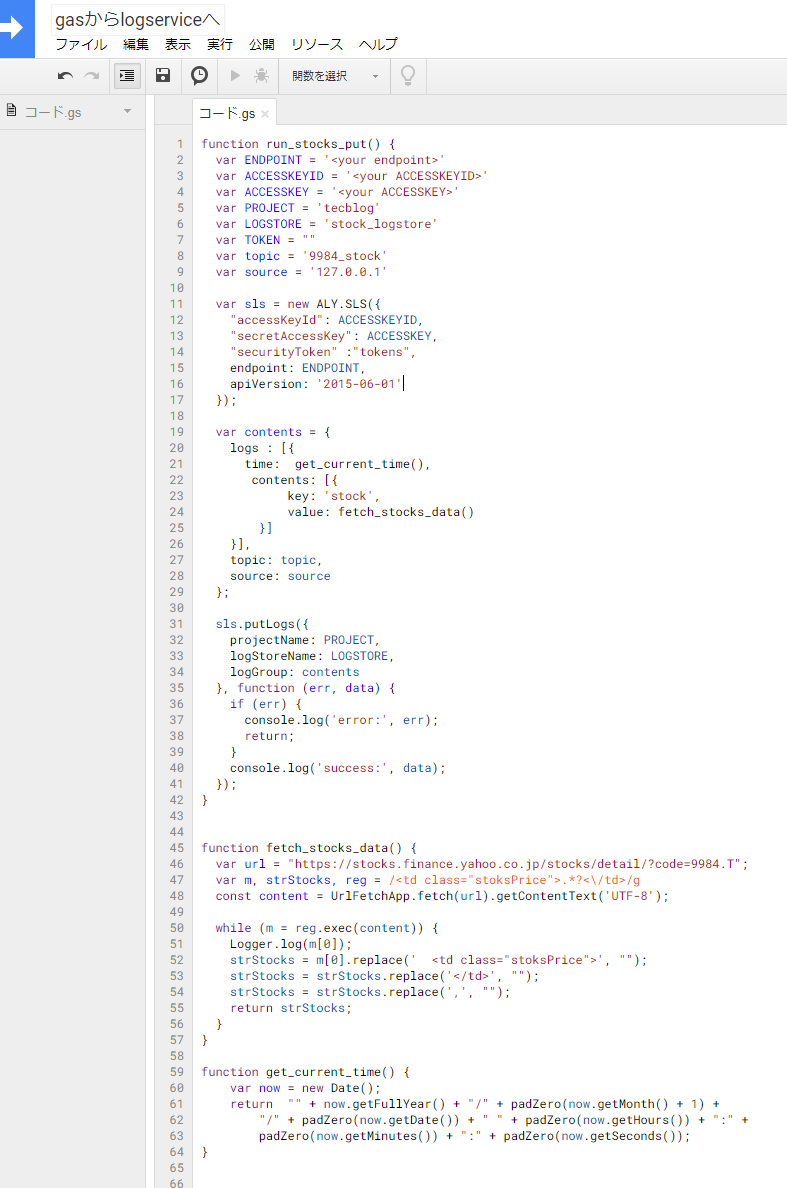 gasからlogserviceへ
ファイル 編集 表示 実行 公開 リソース ヘルプ
関数を選択
コード.gs
コード.gs ×
1 function run_stocks_put() {
2   var ENDPOINT = '<your endpoint>'
3   var ACCESSKEYID = '<your ACCESSKEYID>'
4   var ACCESSKEY = '<your ACCESSKEY>'
5   var PROJECT = 'tecblog'
6   var LOGSTORE = 'stock_logstore'
7   var TOKEN = ""
8   var topic = '9984_stock'
9   var source = '127.0.0.1'
10
11   var sls = new ALY.SLS({
12     "accessKeyId": ACCESSKEYID,
13     "secretAccessKey": ACCESSKEY,
14     "securityToken" :"tokens",
15     endpoint: ENDPOINT,
16     apiVersion: '2015-06-01'
17   });
18
19   var contents = {
20     logs : [{
21       time:  get_current_time(),
22        contents: [{
23             key: 'stock',
24             value: fetch_stocks_data()
25         }]
26     }],
27     topic: topic,
28     source: source
29   };
30
31   sls.putLogs({
32     projectName: PROJECT,
33     logStoreName: LOGSTORE,
34     logGroup: contents
35   }, function (err, data) {
36     if (err) {
37       console.log('error:', err);
38       return;
39     }
40     console.log('success:', data);
41   });
42 }
43
44
45 function fetch_stocks_data() {
46   var url = "https://stocks.finance.yahoo.co.jp/stocks/detail/?code=9984.T";
47   var m, strStocks, reg = /<td class="stoksPrice">.*?<\/td>/g
48   const content = UrlFetchApp.fetch(url).getContentText('UTF-8');
49
50   while (m = reg.exec(content)) {
51     Logger.log(m[0]);
52     strStocks = m[0].replace('  <td class="stoksPrice">', "");
53     strStocks = strStocks.replace('</td>', "");
54     strStocks = strStocks.replace(',', "");
55     return strStocks;
56   }
57 }
58
59 function get_current_time() {
60     var now = new Date();
61     return  "" + now.getFullYear() + "/" + padZero(now.getMonth() + 1) +
62         "/" + padZero(now.getDate()) + " " + padZero(now.getHours()) + ":" +
63         padZero(now.getMinutes()) + ":" + padZero(now.getSeconds());
64 }
65
66